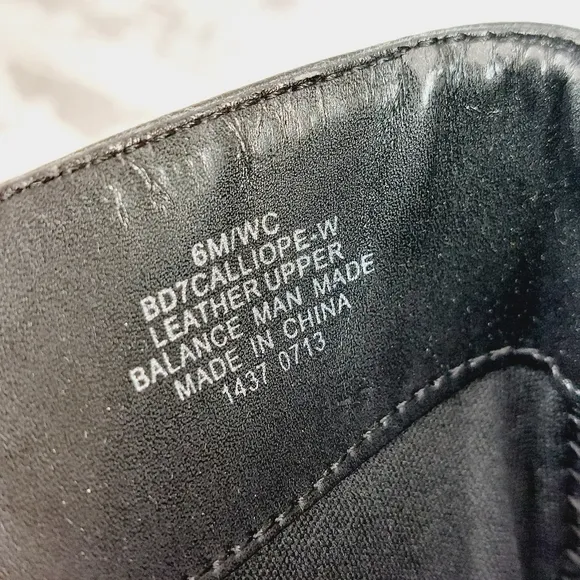 6M/WC
BD7CALLIOPE-W
LEATHER UPPER
BALANCE MAN MADE
MADE IN CHINA
1437 0713